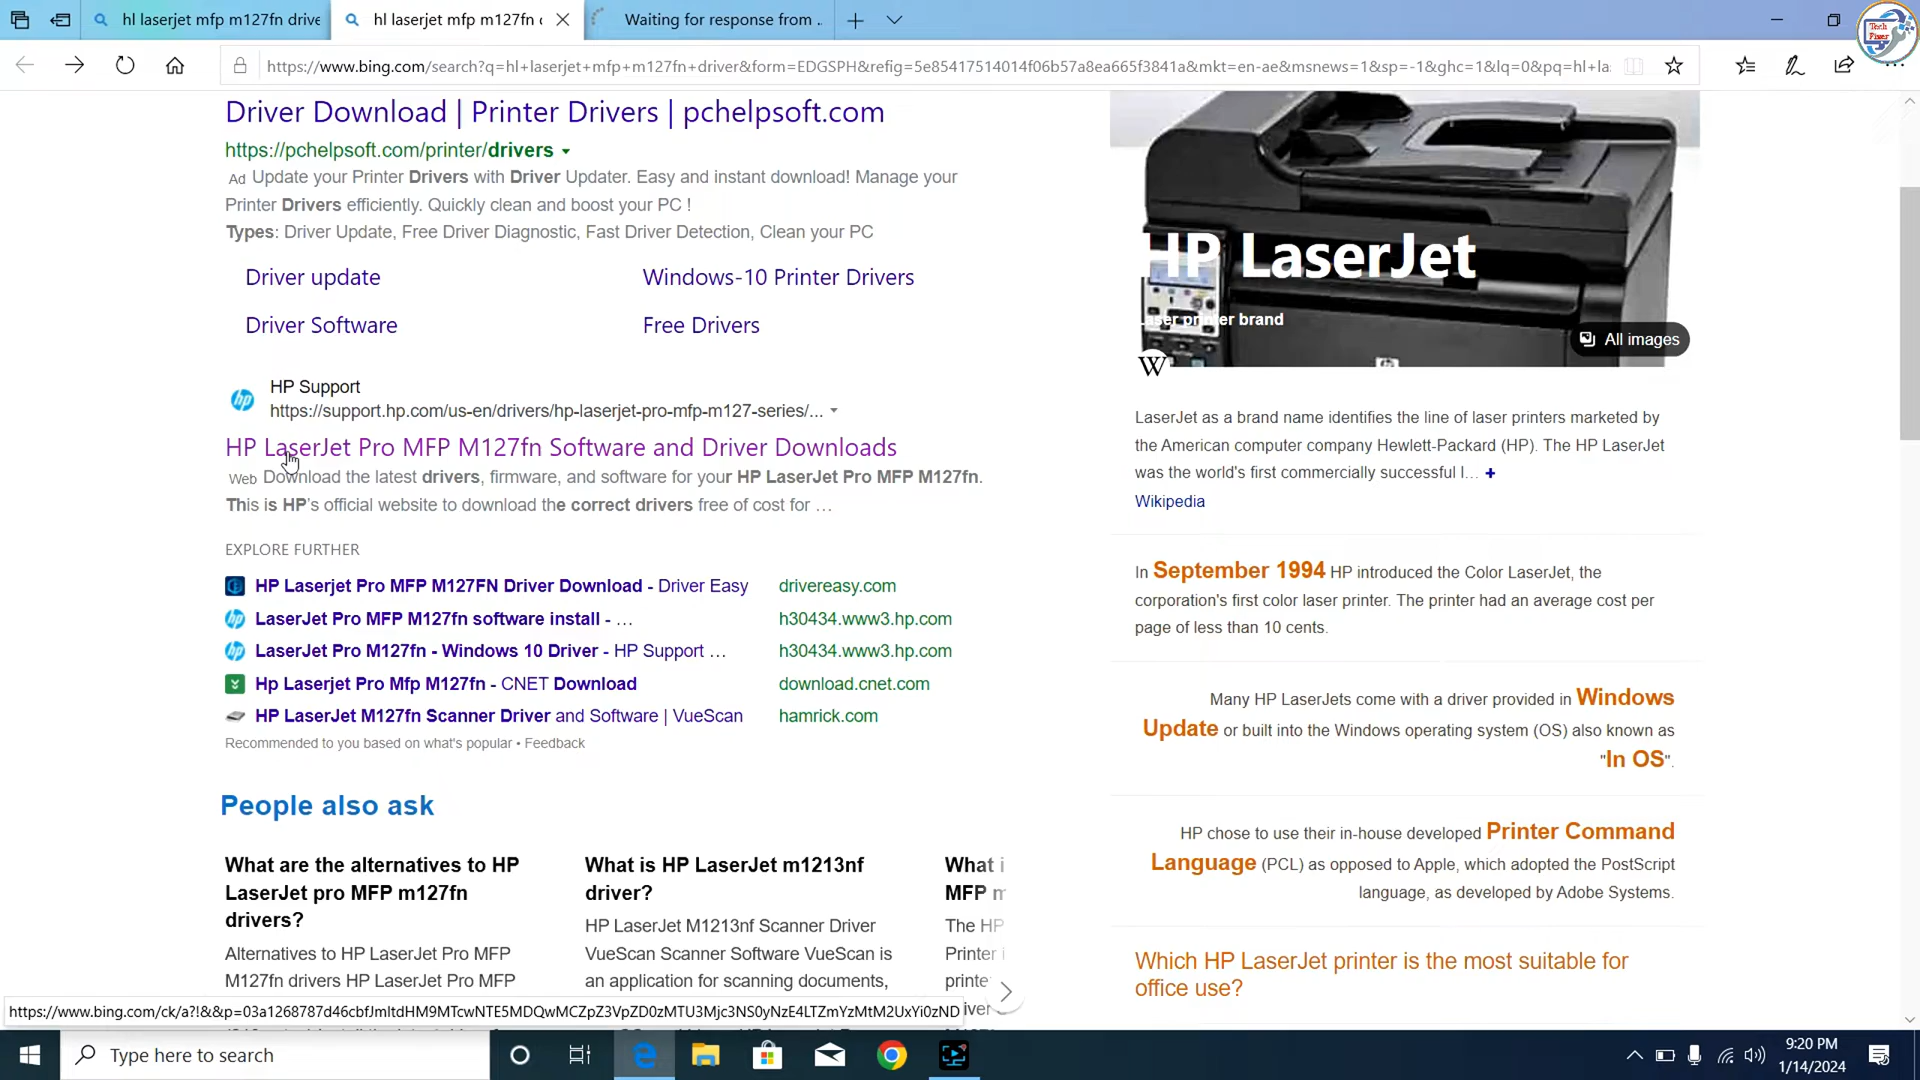 hl laserjet mfp m127fn drive
hl laserjet mfp m127fn d
Waiting for response from .
Tech
Fixer
https://www.bing.com/search?q=hl+laserjet+mfp+m127fn+driver&form=EDGSPH&refig=5e85417514014f06b57a8ea665f3841a&mkt=en-ae&msnews=1&sp=-1&ghc=1&lq=0&pq=hl+la
Driver Download | Printer Drivers | pchelpsoft.com
https://pchelpsoft.com/printer/drivers
Ad Update your Printer Drivers with Driver Updater. Easy and instant download! Manage your
Printer Drivers efficiently. Quickly clean and boost your PC !
Types: Driver Update, Free Driver Diagnostic, Fast Driver Detection, Clean your PC
Driver update
Windows-10 Printer Drivers
Driver Software
Free Drivers
hp
HP Support
https://support.hp.com/us-en/drivers/hp-laserjet-pro-mfp-m127-series/...
HP LaserJet Pro MFP M127fn Software and Driver Downloads
Web Download the latest drivers, firmware, and software for your HP LaserJet Pro MFP M127fn.
This is HP's official website to download the correct drivers free of cost for …
EXPLORE FURTHER
HP Laserjet Pro MFP M127FN Driver Download - Driver Easy
drivereasy.com
LaserJet Pro MFP M127fn software install - …
h30434.www3.hp.com
LaserJet Pro M127fn - Windows 10 Driver - HP Support …
h30434.www3.hp.com
Hp Laserjet Pro Mfp M127fn - CNET Download
download.cnet.com
HP LaserJet M127fn Scanner Driver and Software | VueScan
hamrick.com
Recommended to you based on what's popular • Feedback
People also ask
What are the alternatives to HP
LaserJet pro MFP m127fn
drivers?
Alternatives to HP LaserJet Pro MFP
M127fn drivers HP LaserJet Pro MFP
What is HP LaserJet m1213nf
driver?
HP LaserJet M1213nf Scanner Driver
VueScan Scanner Software VueScan is
an application for scanning documents,
What i
MFP m
The HP
Printer i
printe
HP LaserJet
Laser printer brand
All images
W
LaserJet as a brand name identifies the line of laser printers marketed by
the American computer company Hewlett-Packard (HP). The HP LaserJet
was the world's first commercially successful l… +
Wikipedia
In September 1994 HP introduced the Color LaserJet, the
corporation's first color laser printer. The printer had an average cost per
page of less than 10 cents.
Many HP LaserJets come with a driver provided in Windows
Update or built into the Windows operating system (OS) also known as
"In OS".
HP chose to use their in-house developed Printer Command
Language (PCL) as opposed to Apple, which adopted the PostScript
language, as developed by Adobe Systems.
Which HP LaserJet printer is the most suitable for
office use?
https://www.bing.com/ck/a?!&&p=03a1268787d46cbfJmltdHM9MTcwNTE5MDQwMCZpZ3VpZD0zMTU3Mjc3NS0yNzE4LTZmYzMtM2UxYi0zND
Type here to search
9:20 PM
1/14/2024